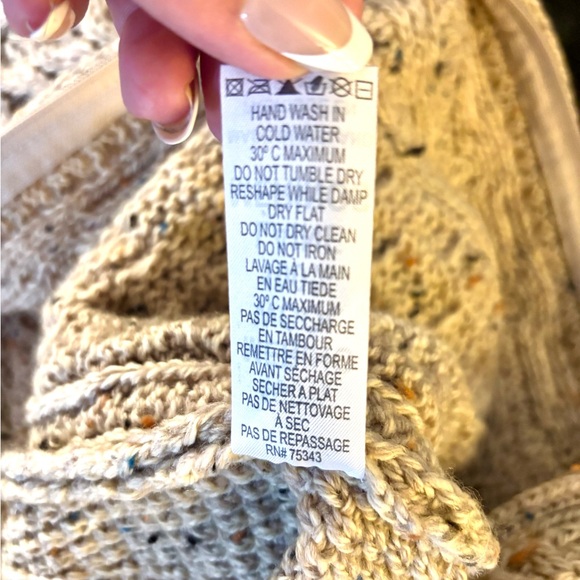 HAND WASH IN
COLD WATER
30° C MAXIMUM
DO NOT TUMBLE DRY
RESHAPE WHILE DAMP
DRY FLAT
DO NOT DRY CLEAN
DO NOT IRON
LAVAGE À LA MAIN
EN EAU TIEDE
30° C MAXIMUM
PAS DE SECCHARGE
EN TAMBOUR
REMETTRE EN FORME
AVANT SÉCHAGE
SECHER A PLAT
PAS DE NETTOVAGE
À SEC
PAS DE REPASSAGE
RN# 75343